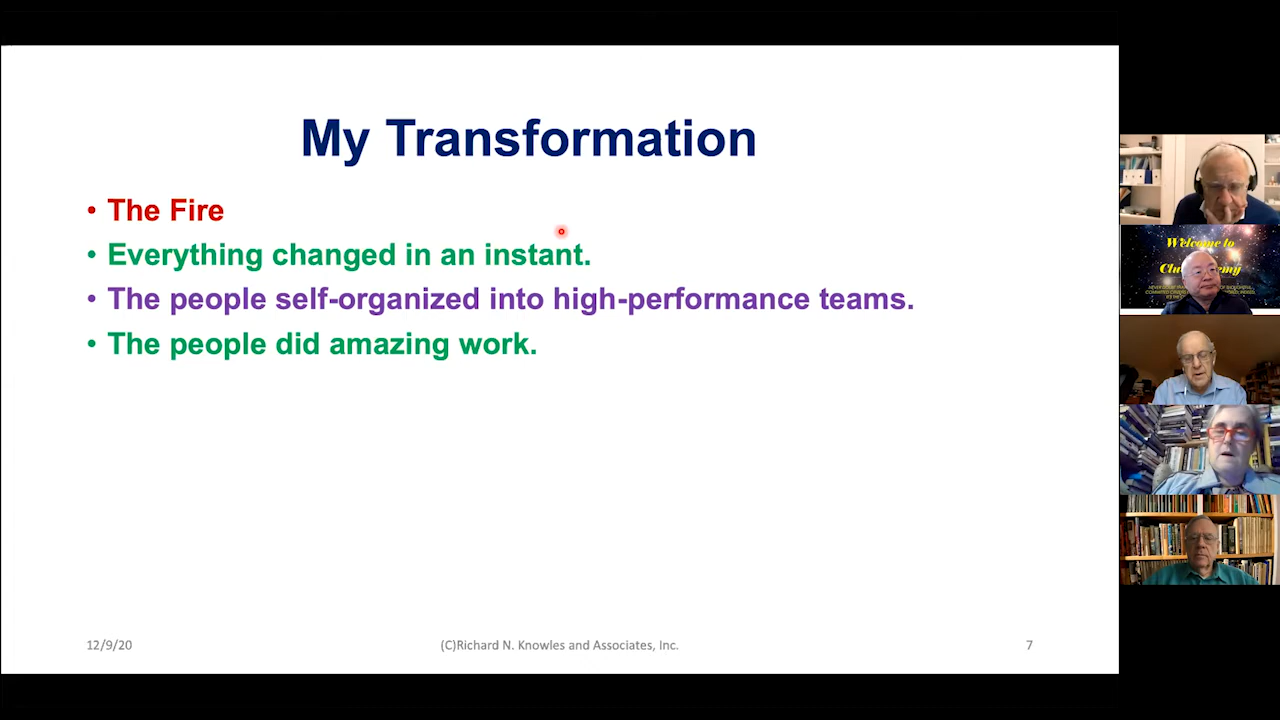 My Transformation
• The Fire
• Everything changed in an instant.
• The people self-organized into high-performance teams.
• The people did amazing work.
12/9/20
(C)Richard N. Knowles and Associates, Inc.
7
Welcome to